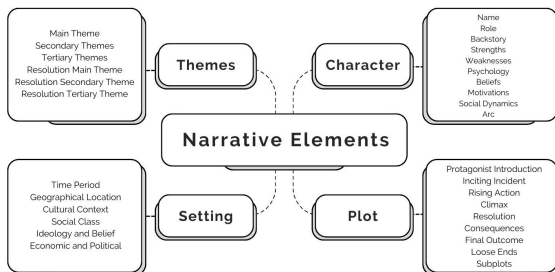 Main Theme
Secondary Themes
Tertiary Themes
Resolution Main Theme
Resolution Secondary Theme
Resolution Tertiary Theme
Themes
Character
Name
Role
Backstory
Strengths
Weaknesses
Psychology
Beliefs
Motivations
Social Dynamics
Arc
Narrative Elements
Time Period
Geographical Location
Cultural Context
Social Class
Ideology and Belief
Economic and Political
Setting
Plot
Protagonist Introduction
Inciting Incident
Rising Action
Climax
Resolution
Consequences
Final Outcome
Loose Ends
Subplots